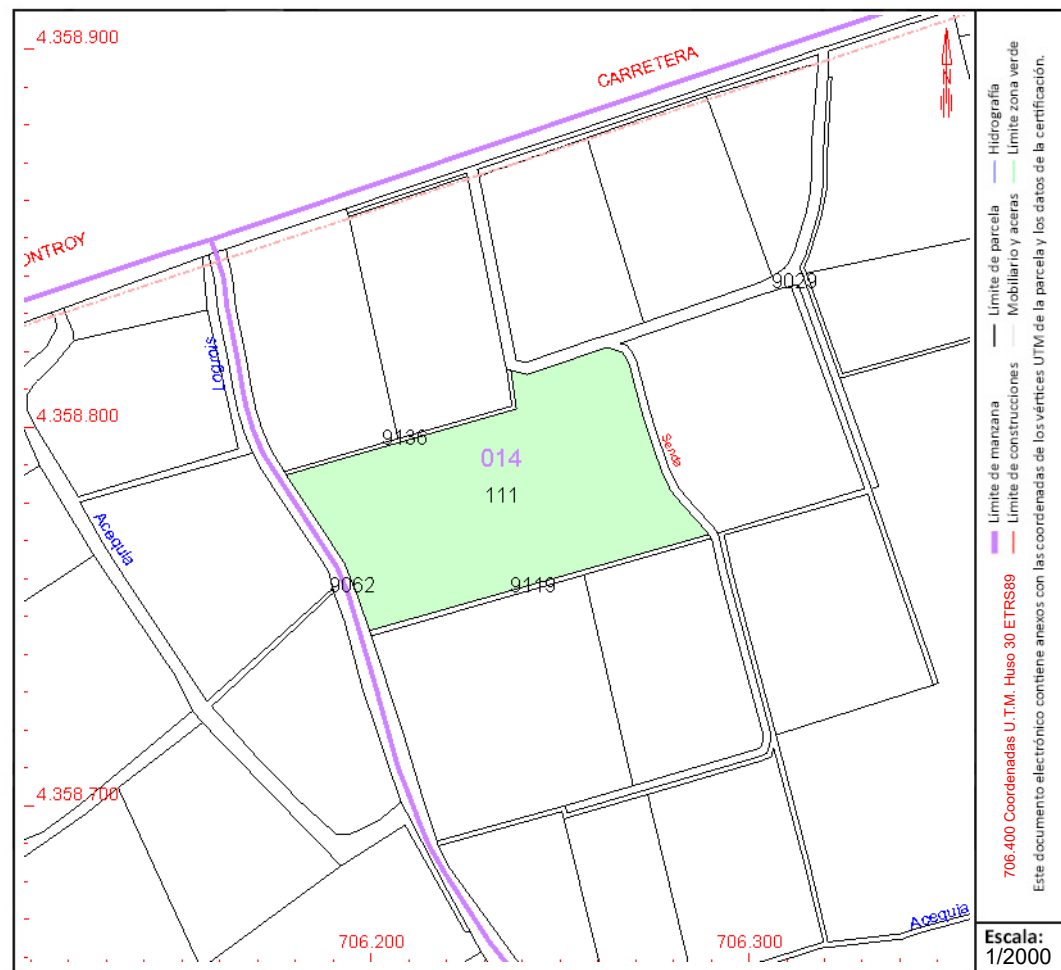 4.358.900
CARRETERA
N
ONTROY
9029
Logrois
4.358.800
9136
014
Senda
111
Acequia
9062
9119
4.358.700
Acequia
706.200
706.300
Límite de manzana
Límite de parcela
Hidrografía
706.400 Coordenadas U.T.M. Huso 30 ETRS89
Límite de construcciones
Mobiliario y aceras
Límite zona verde
Este documento electrónico contiene anexos con las coordenadas de los vértices UTM de la parcela y los datos de la certificación.
Escala:
1/2000